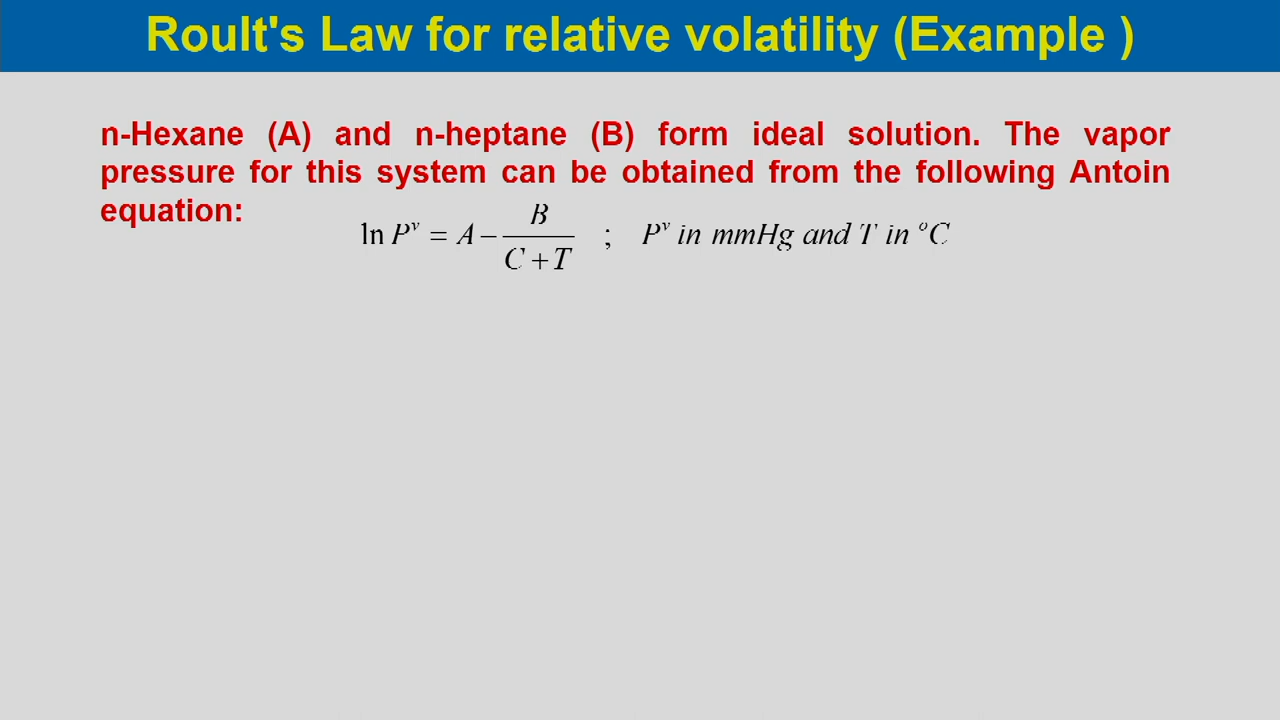 Roult's Law for relative volatility (Example )
n-Hexane (A) and n-heptane (B) form ideal solution. The vapor
pressure for this system can be obtained from the following Antoin
equation:
ln P^v = A − B / (C + T) ; P^v in mmHg and T in °C